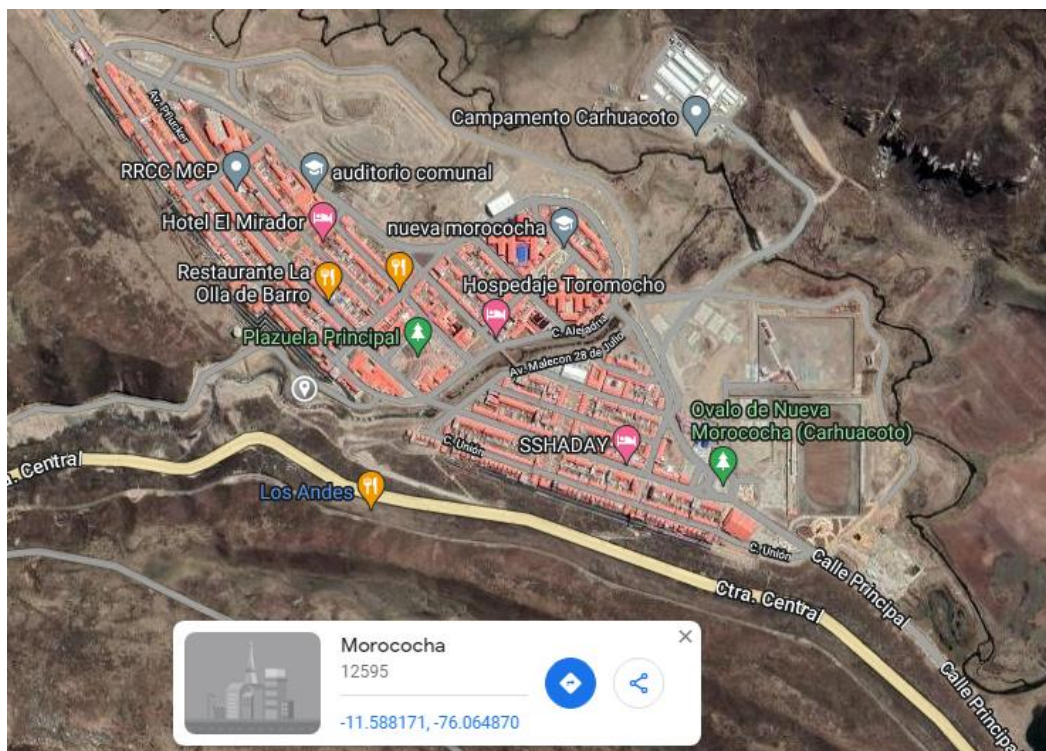 Av. Pflucker
Campamento Carhuacoto
RRCC MCP
auditorio comunal
Hotel El Mirador
nueva morococha
Restaurante La
Olla de Barro
Hospedaje Toromocho
Plazuela Principal
C. Alejadria
Av. Malecon 28 de Julio
Ovalo de Nueva
Morococha (Carhuacoto)
C. Unión
SSHADAY
a. Central
Los Andes
C. Unión
Calle Principal
Ctra. Central
Calle Principal
Morococha
12595
-11.588171, -76.064870